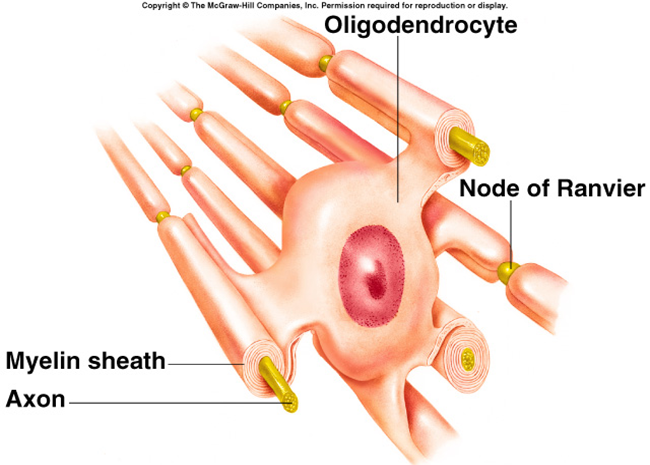 Copyright © The McGraw-Hill Companies, Inc. Permission required for reproduction or display.
Oligodendrocyte
Node of Ranvier
Myelin sheath
Axon